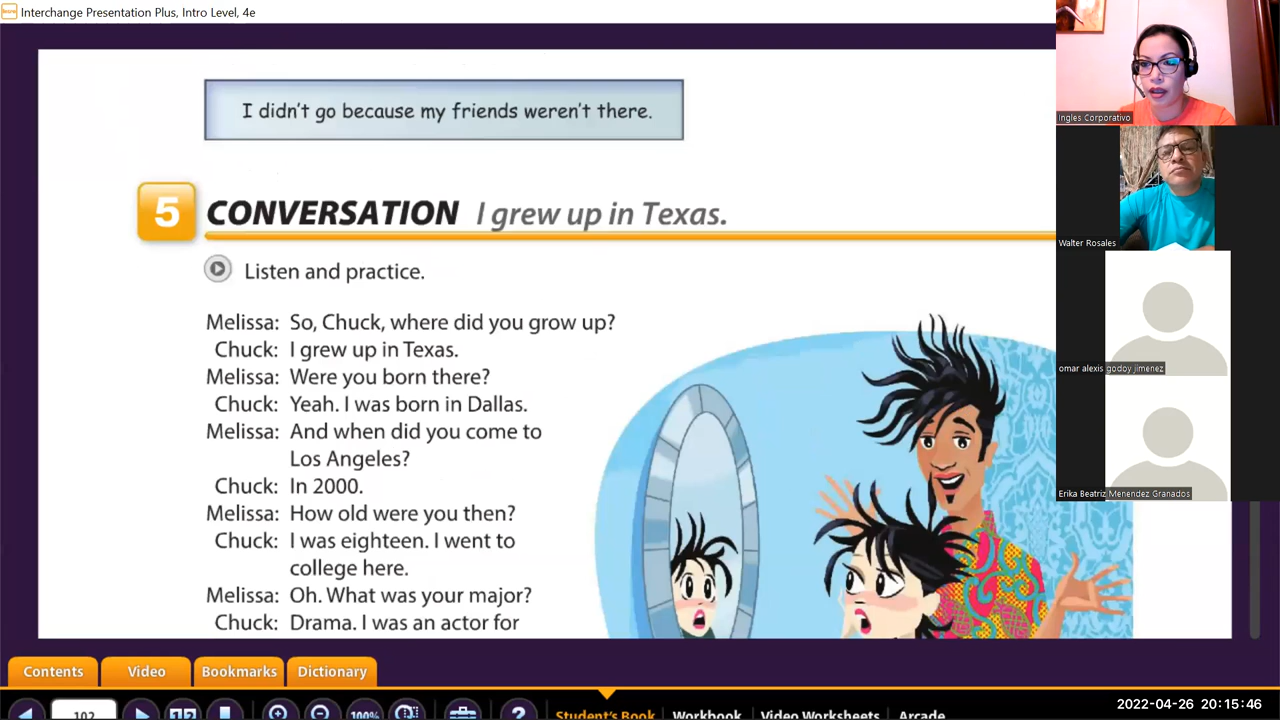 Interchange Presentation Plus, Intro Level, 4e
I didn't go because my friends weren't there.
5 CONVERSATION I grew up in Texas.
Listen and practice.
Melissa: So, Chuck, where did you grow up?
Chuck: I grew up in Texas.
Melissa: Were you born there?
Chuck: Yeah. I was born in Dallas.
Melissa: And when did you come to
Los Angeles?
Chuck: In 2000.
Melissa: How old were you then?
Chuck: I was eighteen. I went to
college here.
Melissa: Oh. What was your major?
Chuck: Drama. I was an actor for
Ingles Corporativo
Walter Rosales
omar alexis godoy jimenez
Erika Beatriz Menendez Granados
Contents Video Bookmarks Dictionary
102 100% ? Student's Book Workbook Video Worksheets Arcade
2022-04-26 20:15:46